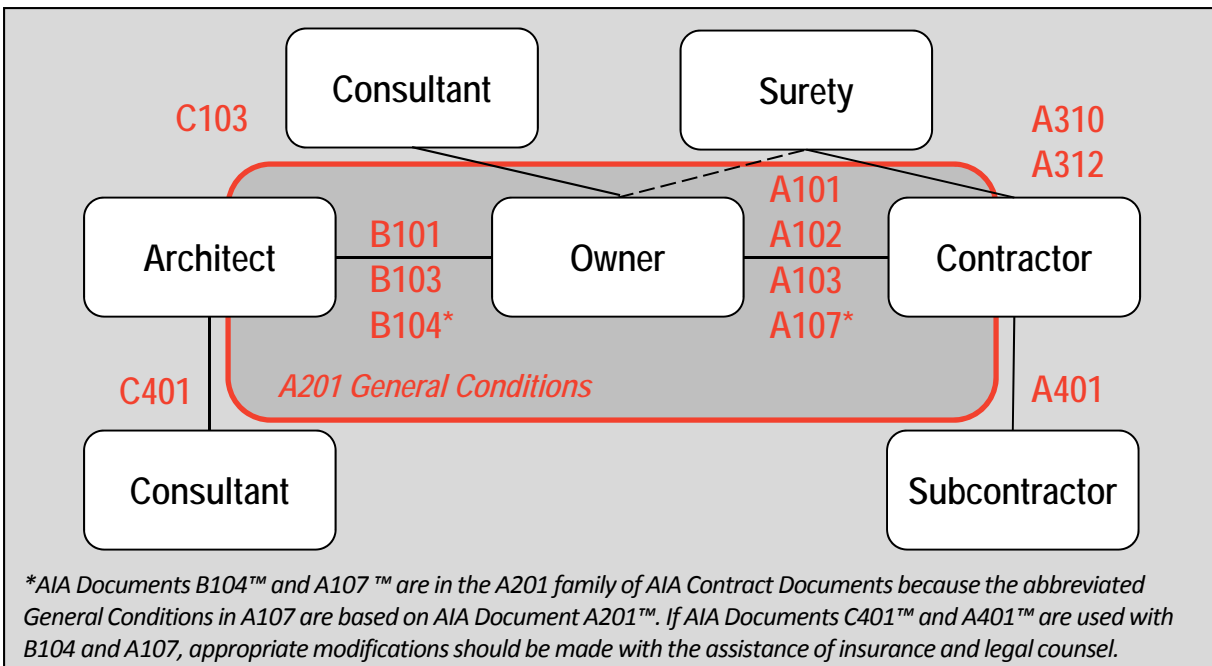 Consultant
Surety
C103
A310
A312
A101
Architect
B101
Owner
A102
Contractor
B103
A103
B104*
A107*
C401
A201 General Conditions
A401
Consultant
Subcontractor
*AIA Documents B104™ and A107 ™ are in the A201 family of AIA Contract Documents because the abbreviated
General Conditions in A107 are based on AIA Document A201™. If AIA Documents C401™ and A401™ are used with
B104 and A107, appropriate modifications should be made with the assistance of insurance and legal counsel.